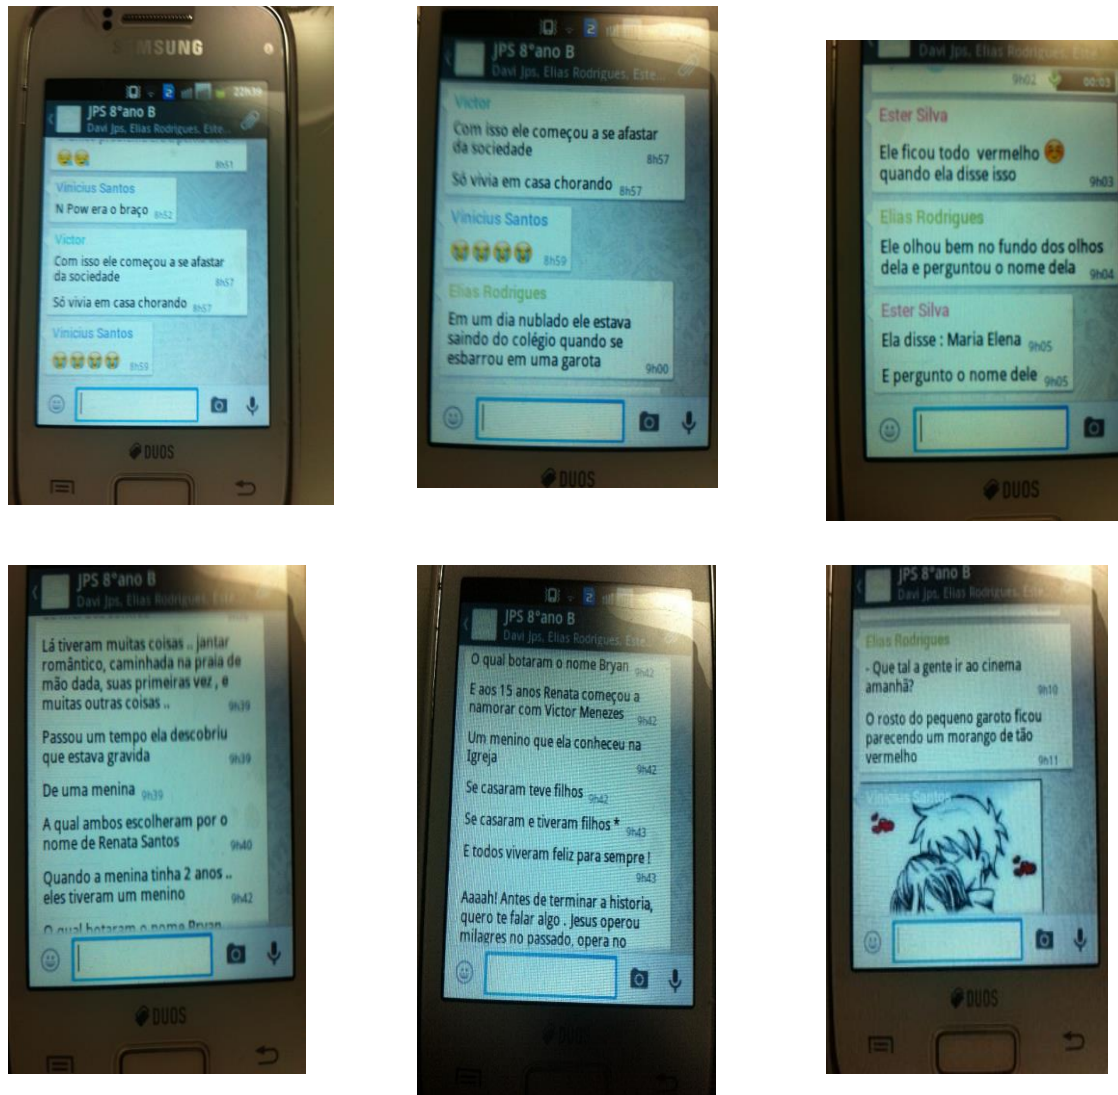 SAMSUNG
22h39
JPS 8°ano B
Davi Jps, Elias Rodrigues, Este...
8h51
Vinicius Santos
N Pow era o braço 8h52
Victor
Com isso ele começou a se afastar
da sociedade
8h57
Só vivia em casa chorando 8h57
Vinicius Santos
8h59
DUOS
JPS 8°ano B
Davi Jps, Elias Rodrigues, Este...
Victor
Com isso ele começou a se afastar
da sociedade
8h57
Só vivia em casa chorando 8h57
Vinicius Santos
8h59
Elias Rodrigues
Em um dia nublado ele estava
saindo do colégio quando se
esbarrou em uma garota
9h00
DUOS
Davi Jps, Elias Rodrigues, Este...
9h02 00:03
Ester Silva
Ele ficou todo vermelho
quando ela disse isso
9h03
Elias Rodrigues
Ele olhou bem no fundo dos olhos
dela e perguntou o nome dela 9h04
Ester Silva
Ela disse : Maria Elena 9h05
E pergunto o nome dele 9h05
DUOS
JPS 8°ano B
Davi Jps, Elias Rodrigues, Este...
Lá tiveram muitas coisas .. jantar
romântico, caminhada na praia de
mão dada, suas primeiras vez , e
muitas outras coisas ..
9h39
Passou um tempo ela descobriu
que estava gravida
9h39
De uma menina 9h39
A qual ambos escolheram por o
nome de Renata Santos
9h40
Quando a menina tinha 2 anos ..
eles tiveram um menino
9h42
O qual botaram o nome Bryan
DUOS
JPS 8°ano B
Davi Jps, Elias Rodrigues, Este...
O qual botaram o nome Bryan 9h42
E aos 15 anos Renata começou a
namorar com Victor Menezes 9h42
Um menino que ela conheceu na
Igreja
9h42
Se casaram teve filhos 9h42
Se casaram e tiveram filhos * 9h43
E todos viveram feliz para sempre !
9h43
Aaaah! Antes de terminar a historia,
quero te falar algo . Jesus operou
milagres no passado, opera no
DUOS
JPS 8°ano B
Davi Jps, Elias Rodrigues, Este...
Elias Rodrigues
- Que tal a gente ir ao cinema
amanhã?
9h10
O rosto do pequeno garoto ficou
parecendo um morango de tão
vermelho
9h11
Vinicius Santos
DUOS